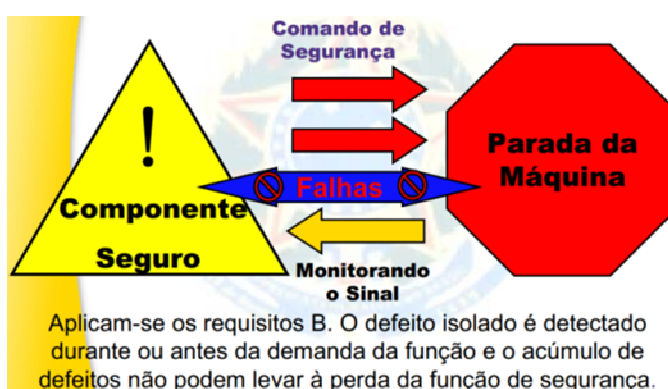 Comando de
Segurança
!
Componente
Seguro
Falhas
Parada da
Máquina
Monitorando
o Sinal
Aplicam-se os requisitos B. O defeito isolado é detectado
durante ou antes da demanda da função e o acúmulo de
defeitos não podem levar à perda da função de segurança.